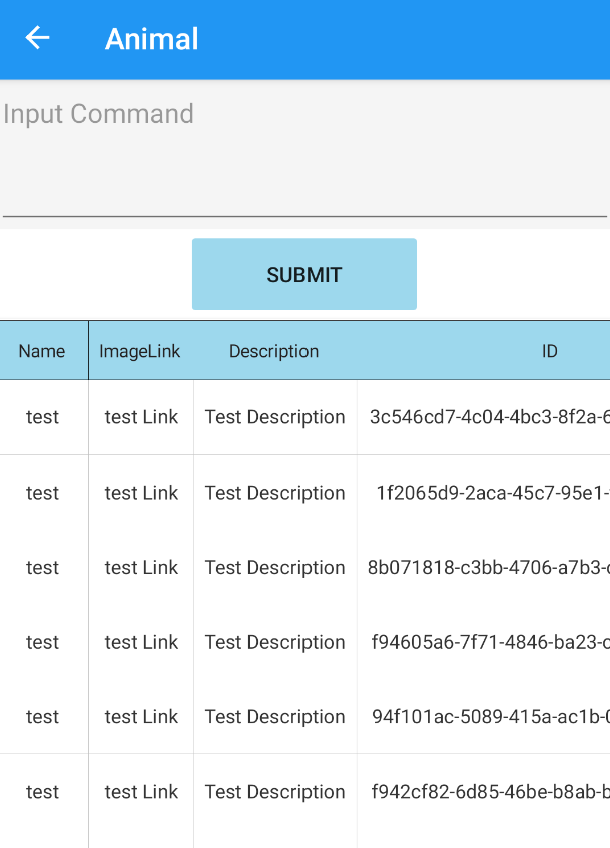 Animal
Input Command
SUBMIT
Name ImageLink Description ID
test test Link Test Description 3c546cd7-4c04-4bc3-8f2a-6
test test Link Test Description 1f2065d9-2aca-45c7-95e1-
test test Link Test Description 8b071818-c3bb-4706-a7b3-
test test Link Test Description f94605a6-7f71-4846-ba23-c
test test Link Test Description 94f101ac-5089-415a-ac1b-0
test test Link Test Description f942cf82-6d85-46be-b8ab-b